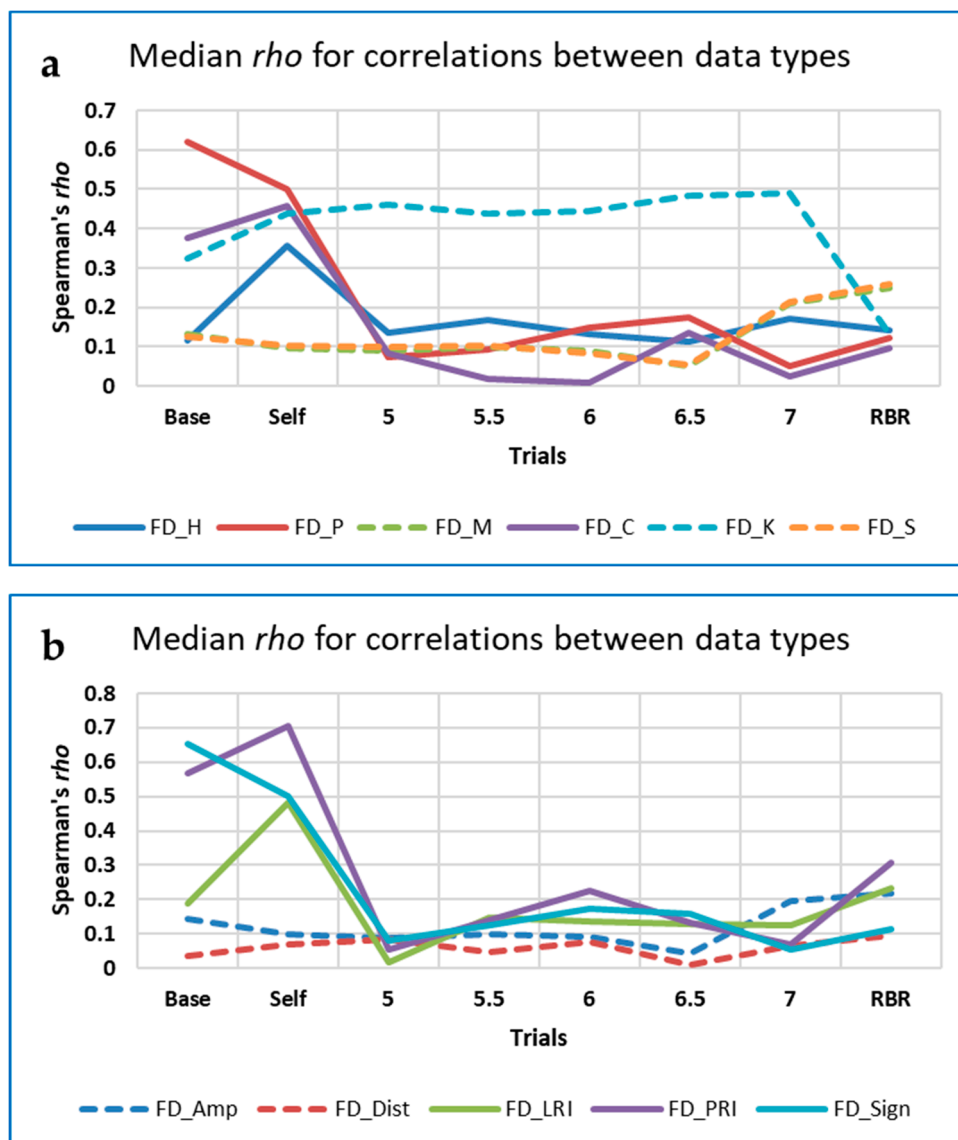 a
Median rho for correlations between data types
Spearman's rho
0.7
0.6
0.5
0.4
0.3
0.2
0.1
0
Base Self 5 5.5 6 6.5 7 RBR
Trials
FD_H FD_P FD_M FD_C FD_K FD_S
b
Median rho for correlations between data types
Spearman's rho
0.8
0.7
0.6
0.5
0.4
0.3
0.2
0.1
0
Base Self 5 5.5 6 6.5 7 RBR
Trials
FD_Amp FD_Dist FD_LRI FD_PRI FD_Sign